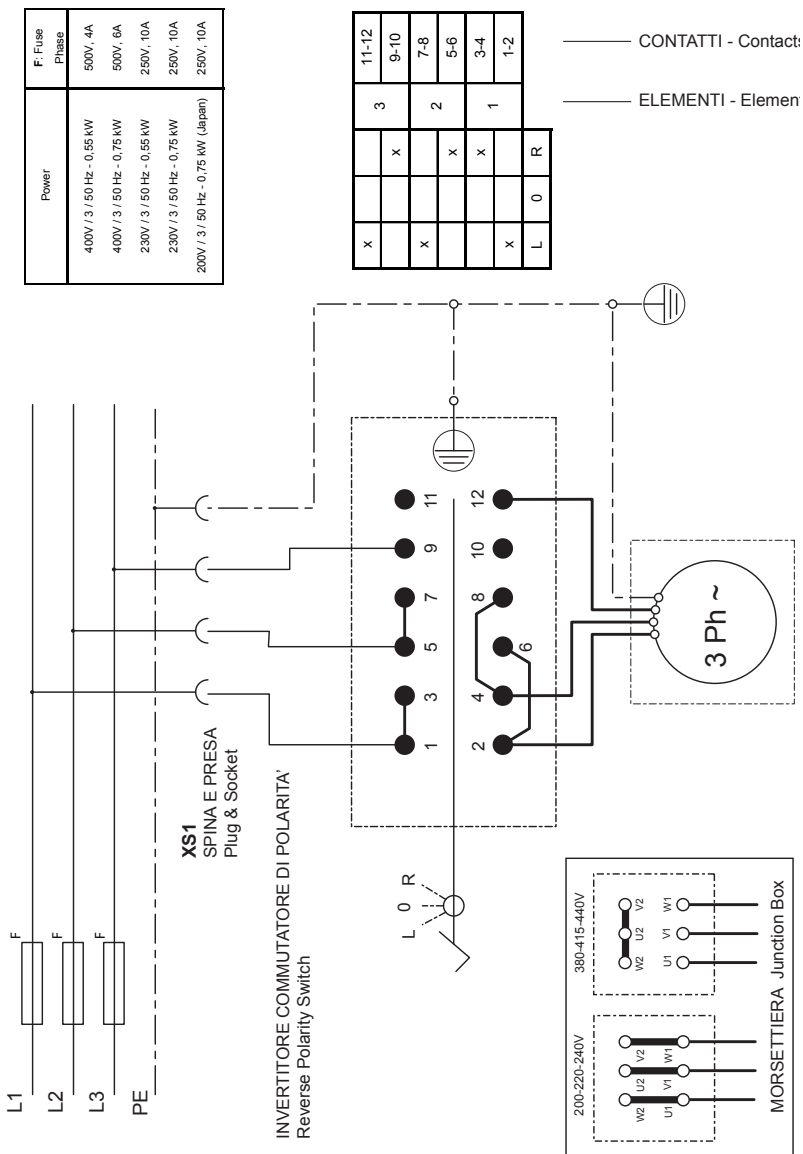 Power F: Fuse Phase
400V / 3 / 50 Hz - 0,55 kW 500V, 4A
400V / 3 / 50 Hz - 0,75 kW 500V, 6A
230V / 3 / 50 Hz - 0,55 kW 250V, 10A
230V / 3 / 50 Hz - 0,75 kW 250V, 10A
200V / 3 / 50 Hz - 0,75 kW (Japan) 250V, 10A
x 3 11-12
x 9-10
x 2 7-8
x 5-6
x 1 3-4
x 1-2
L 0 R
CONTATTI - Contacts
ELEMENTI - Element
L1 F
L2 F
L3 F
PE
XS1
SPINA E PRESA
Plug & Socket
INVERTITORE COMMUTATORE DI POLARITA'
Reverse Polarity Switch
L 0 R
1 3 5 7 9 11
2 4 6 8 10 12
3 Ph ~
200-220-240V
W2 U2 V2
U1 V1 W1
380-415-440V
W2 U2 V2
U1 V1 W1
MORSETTIERA Junction Box